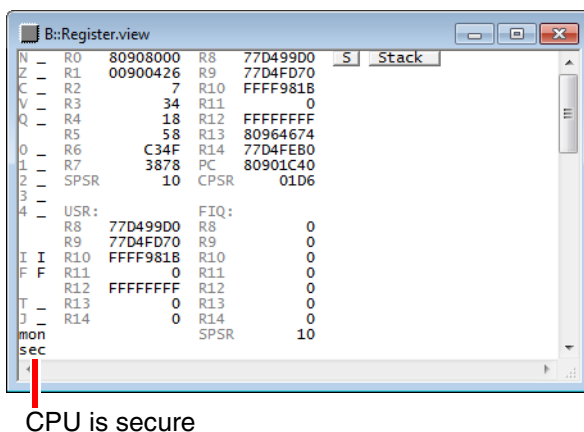 B::Register.view
N _ R0 80908000 R8 77D499D0 S Stack
Z _ R1 00900426 R9 77D4FD70
C _ R2 7 R10 FFFF981B
V _ R3 34 R11 0
Q _ R4 18 R12 FFFFFFFF
R5 58 R13 80964674
0 _ R6 C34F R14 77D4FEB0
1 _ R7 3878 PC 80901C40
2 _ SPSR 10 CPSR 01D6
3 _
4 _ USR: FIQ:
R8 77D499D0 R8 0
R9 77D4FD70 R9 0
I I R10 FFFF981B R10 0
F F R11 0 R11 0
R12 FFFFFFFF R12 0
T _ R13 0 R13 0
J _ R14 0 R14 0
mon SPSR 10
sec
CPU is secure